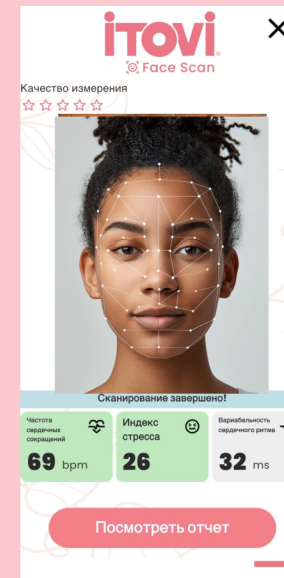 iTOVi
Face Scan
Качество измерения
Сканирование завершено!
Частота
сердечных
сокращений
69 bpm
Индекс
стресса
26
Вариабельность
сердечного ритма
32 ms
Посмотреть отчет